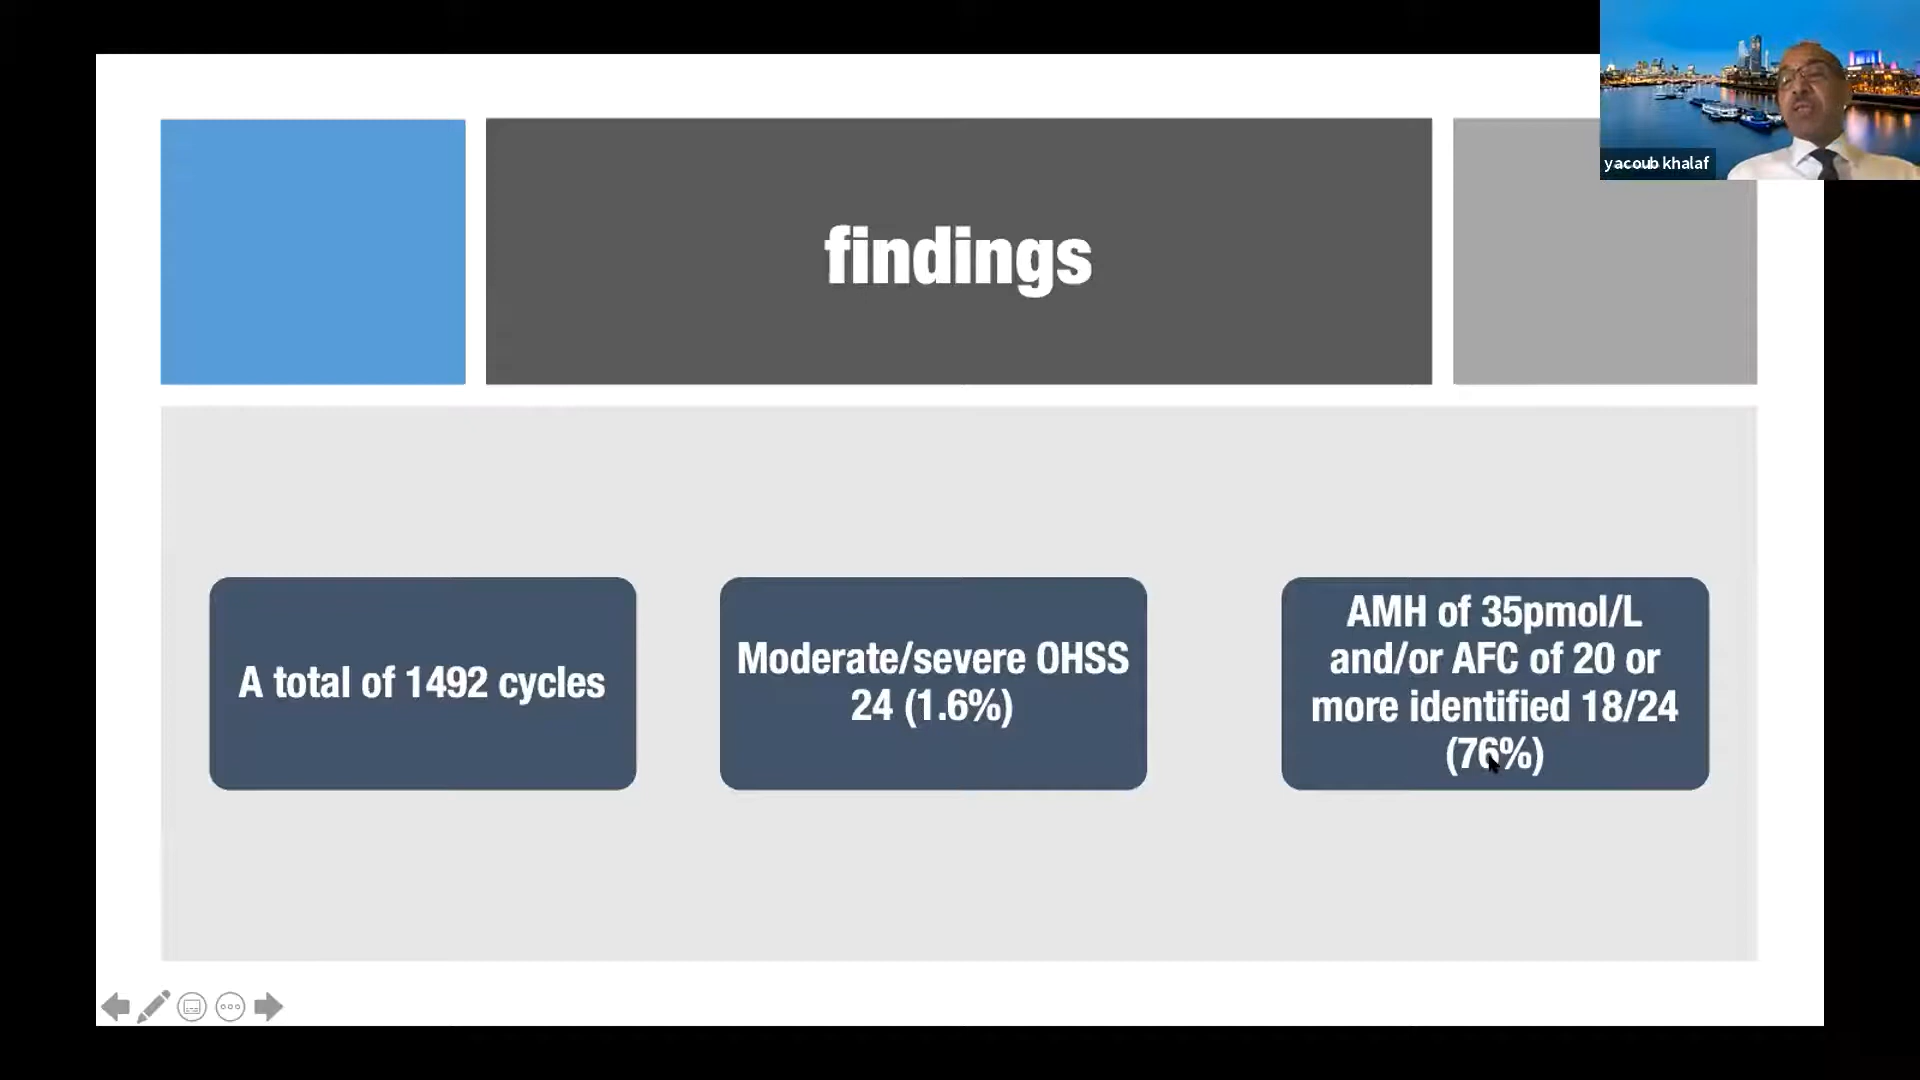 yacoub khalaf
findings
A total of 1492 cycles
Moderate/severe OHSS
24 (1.6%)
AMH of 35pmol/L
and/or AFC of 20 or
more identified 18/24
(76%)